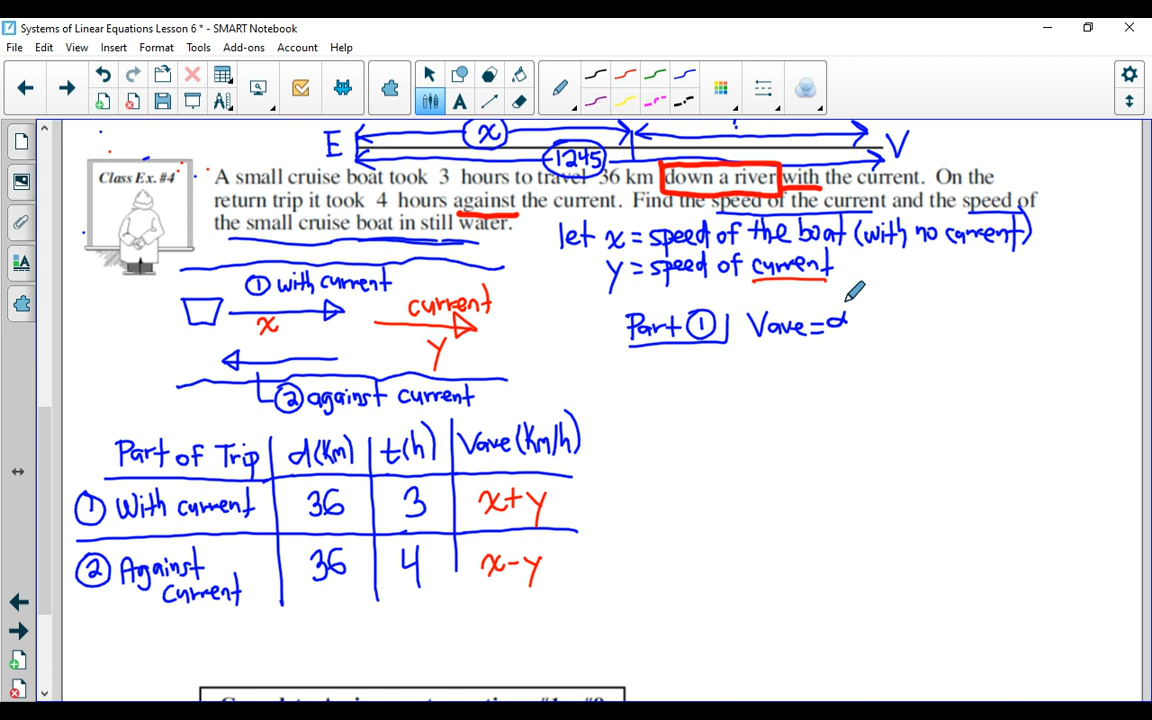 Systems of Linear Equations Lesson 6 * - SMART Notebook
File Edit View Insert Format Tools Add-ons Account Help
E x ? V
1245
Class Ex. #4
A small cruise boat took 3 hours to travel 36 km down a river with the current. On the
return trip it took 4 hours against the current. Find the speed of the current and the speed of
the small cruise boat in still water.
let x = speed of the boat (with no current)
y = speed of current
① with current
x
current
y
② against current
Part ① Vave = d
Part of Trip d(km) t(h) Vave (km/h)
① With current 36 3 x+y
② Against current 36 4 x-y